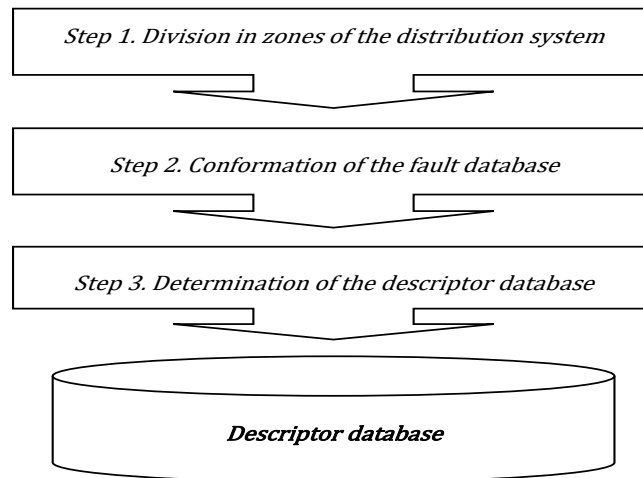 Step 1. Division in zones of the distribution system
Step 2. Conformation of the fault database
Step 3. Determination of the descriptor database
Descriptor database